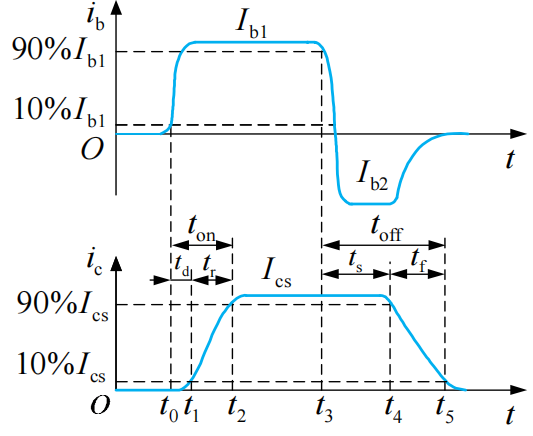 i_b
I_b1
90%I_b1
10%I_b1
O
t
I_b2
t_on
t_off
i_c
t_d
t_r
I_cs
t_s
t_f
90%I_cs
10%I_cs
O
t_0 t_1 t_2 t_3 t_4 t_5 t